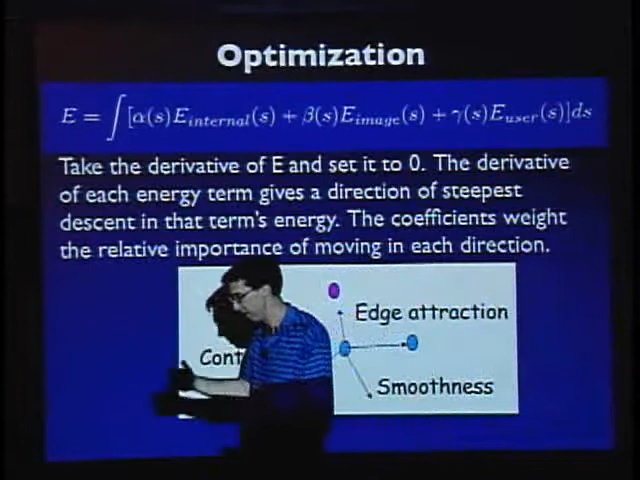 Optimization
E = ∫[α(s)E_internal(s) + β(s)E_image(s) + γ(s)E_user(s)]ds
Take the derivative of E and set it to 0. The derivative
of each energy term gives a direction of steepest
descent in that term's energy. The coefficients weight
the relative importance of moving in each direction.
Edge attraction
Smoothness